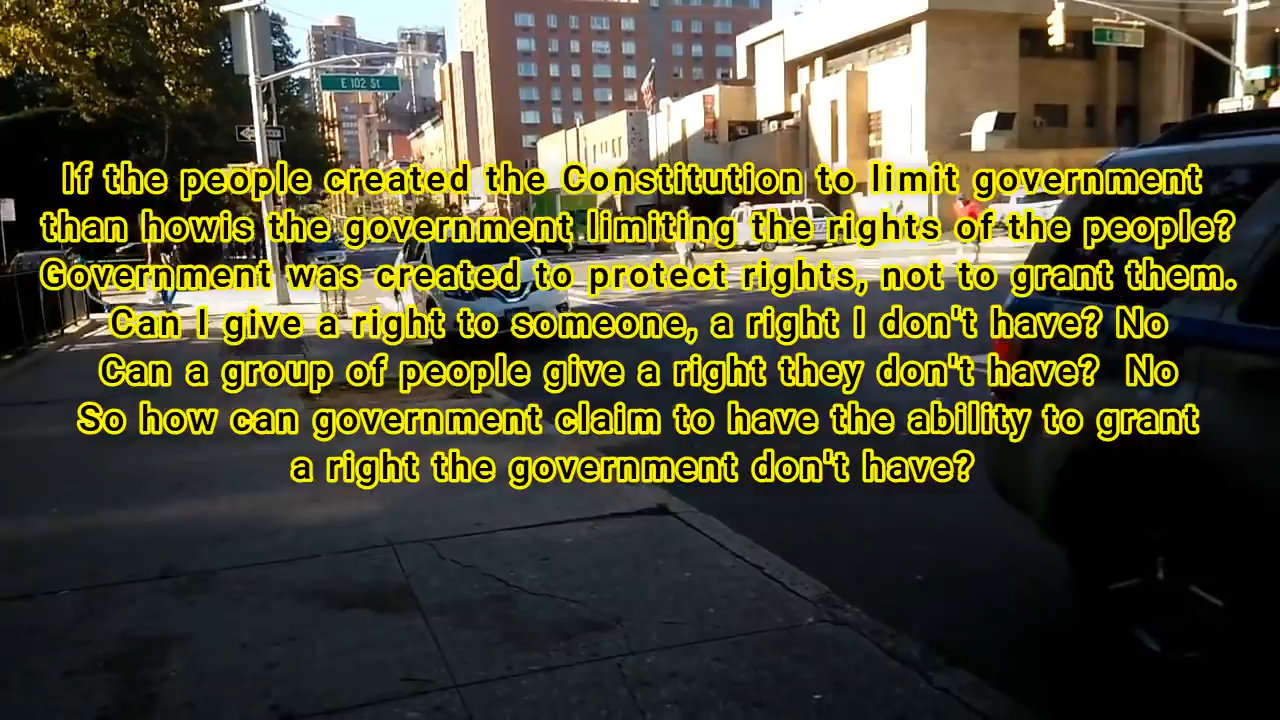 E 102 St
If the people created the Constitution to limit government
than howis the government limiting the rights of the people?
Government was created to protect rights, not to grant them.
Can I give a right to someone, a right I don't have? No
Can a group of people give a right they don't have?  No
So how can government claim to have the ability to grant
a right the government don't have?